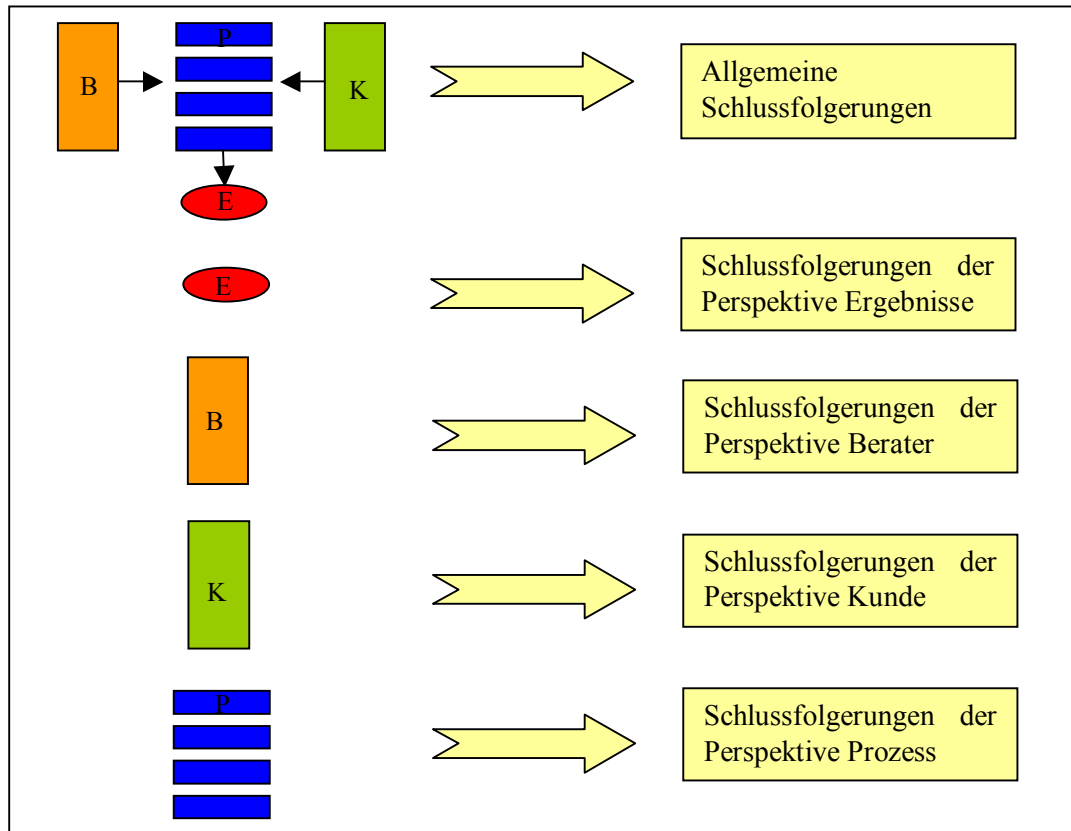 P
B
K
Allgemeine
Schlussfolgerungen
E
E
Schlussfolgerungen der
Perspektive Ergebnisse
B
Schlussfolgerungen der
Perspektive Berater
K
Schlussfolgerungen der
Perspektive Kunde
P
Schlussfolgerungen der
Perspektive Prozess